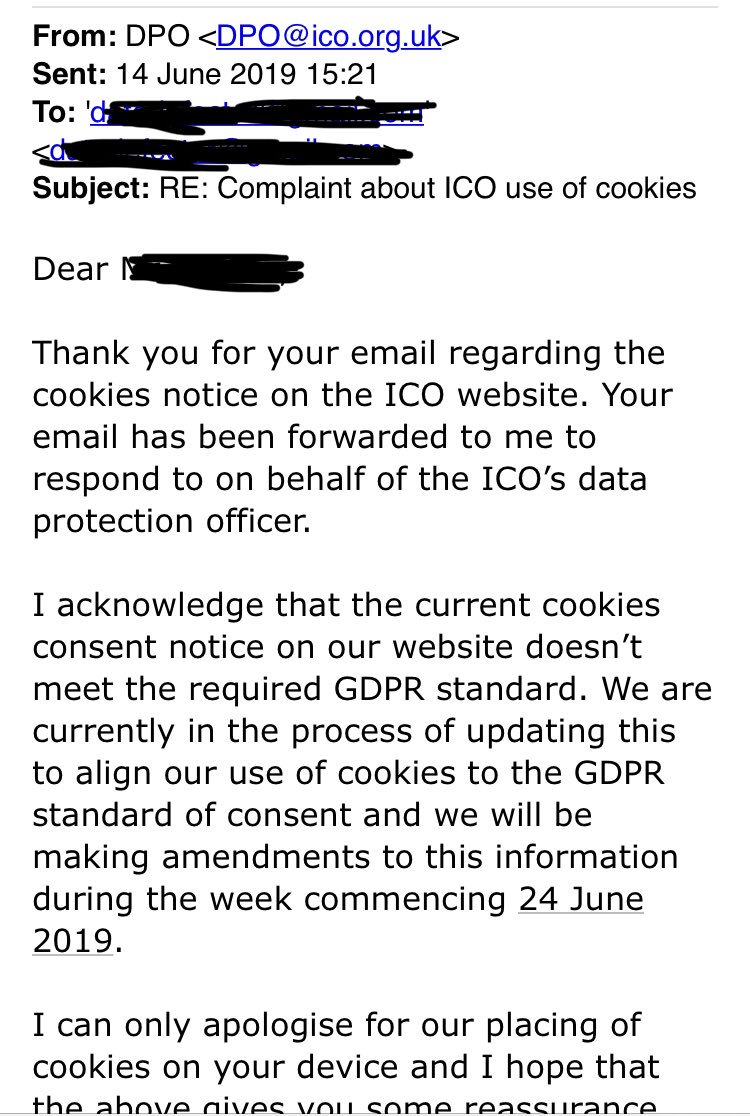 From: DPO <DPO@ico.org.uk>
Sent: 14 June 2019 15:21
To: '
<
Subject: RE: Complaint about ICO use of cookies
Dear
Thank you for your email regarding the
cookies notice on the ICO website. Your
email has been forwarded to me to
respond to on behalf of the ICO’s data
protection officer.
I acknowledge that the current cookies
consent notice on our website doesn’t
meet the required GDPR standard. We are
currently in the process of updating this
to align our use of cookies to the GDPR
standard of consent and we will be
making amendments to this information
during the week commencing 24 June
2019.
I can only apologise for our placing of
cookies on your device and I hope that
the above gives you some reassurance